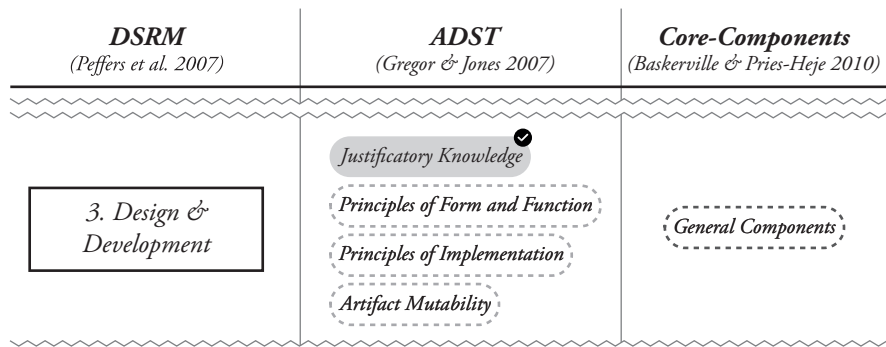 DSRM
(Peffers et al. 2007)
ADST
(Gregor & Jones 2007)
Core-Components
(Baskerville & Pries-Heje 2010)
3. Design &
Development
Justificatory Knowledge
Principles of Form and Function
Principles of Implementation
Artifact Mutability
General Components